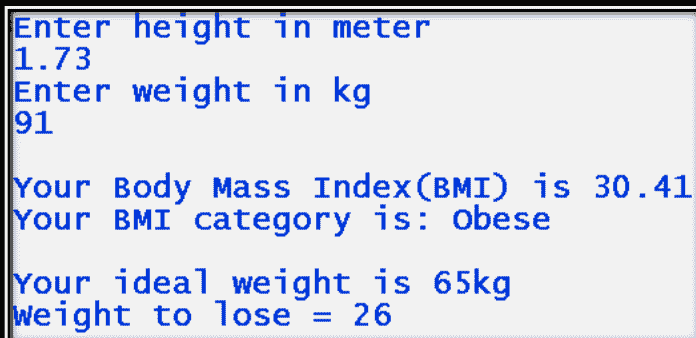 Enter height in meter
1.73
Enter weight in kg
91
Your Body Mass Index(BMI) is 30.41
Your BMI category is: Obese
Your ideal weight is 65kg
Weight to lose = 26